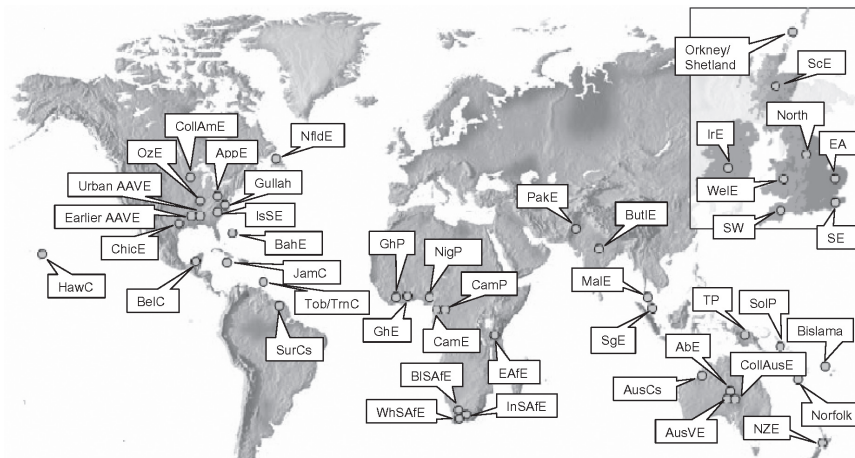 Orkney/
Shetland
ScE
North
IrE
EA
WelE
SW
SE
CollAmE
NfldE
OzE
AppE
Urban AAVE
Gullah
Earlier AAVE
IsSE
ChicE
BahE
HawC
BelC
JamC
Tob/TrnC
SurCs
PakE
ButlE
GhP
NigP
CamP
GhE
CamE
EAfE
BlSAfE
WhSAfE
InSAfE
MalE
SgE
TP
SolP
Bislama
AbE
CollAusE
AusCs
AusVE
Norfolk
NZE